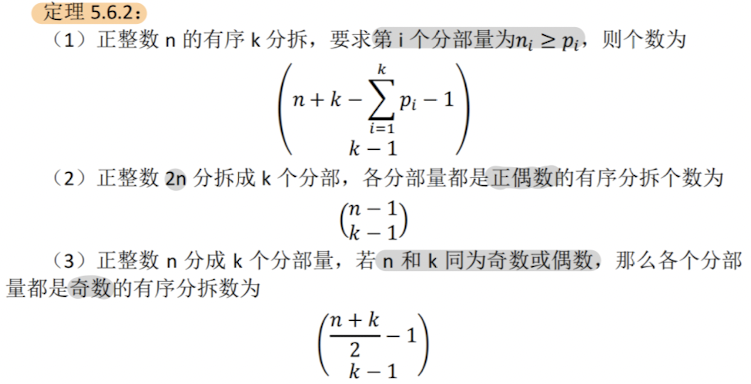 定理 5.6.2：
（1）正整数 n 的有序 k 分拆，要求第 i 个分部量为n_i ≥ p_i，则个数为
\binom{n + k - \sum_{i=1}^{k} p_i - 1}{k - 1}
（2）正整数 2n 分拆成 k 个分部，各分部量都是正偶数的有序分拆个数为
\binom{n - 1}{k - 1}
（3）正整数 n 分成 k 个分部量，若 n 和 k 同为奇数或偶数，那么各个分部
量都是奇数的有序分拆数为
\binom{\frac{n + k}{2} - 1}{k - 1}